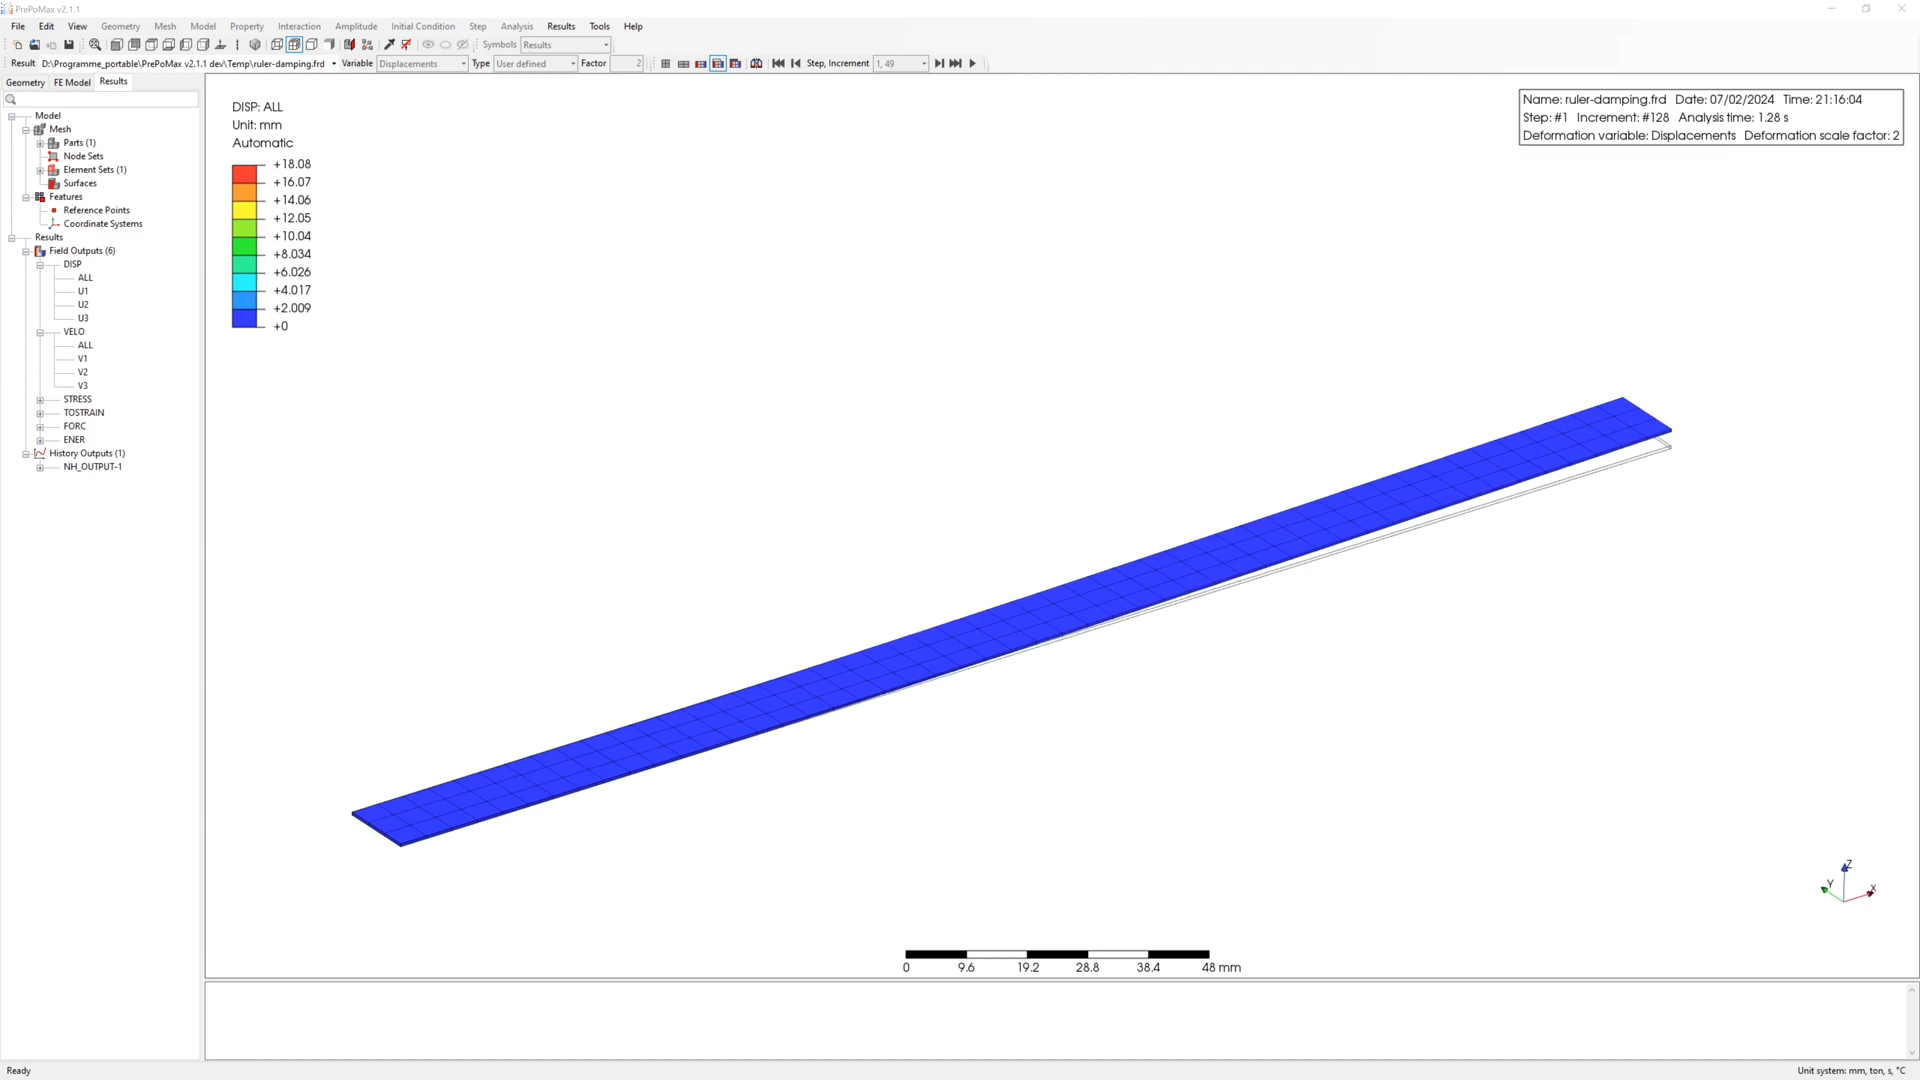 PrePoMax v2.1.1
File Edit View Geometry Mesh Model Property Interaction Amplitude Initial Condition Step Analysis Results Tools Help
Symbols Results
Result D:\Programme_portable\PrePoMax v2.1.1 dev\Temp\ruler-damping.frd Variable Displacements Type User defined Factor 2 Step, Increment 1, 49
Geometry FE Model Results
Model
Mesh
Parts (1)
Node Sets
Element Sets (1)
Surfaces
Features
Reference Points
Coordinate Systems
Results
Field Outputs (6)
DISP
ALL
U1
U2
U3
VELO
ALL
V1
V2
V3
STRESS
TOSTRAIN
FORC
ENER
History Outputs (1)
NH_OUTPUT-1
DISP: ALL
Unit: mm
Automatic
+18.08
+16.07
+14.06
+12.05
+10.04
+8.034
+6.026
+4.017
+2.009
+0
Name: ruler-damping.frd Date: 07/02/2024 Time: 21:16:04
Step: #1 Increment: #128 Analysis time: 1.28 s
Deformation variable: Displacements Deformation scale factor: 2
Z
Y
X
0 9.6 19.2 28.8 38.4 48 mm
Ready
Unit system: mm, ton, s, °C